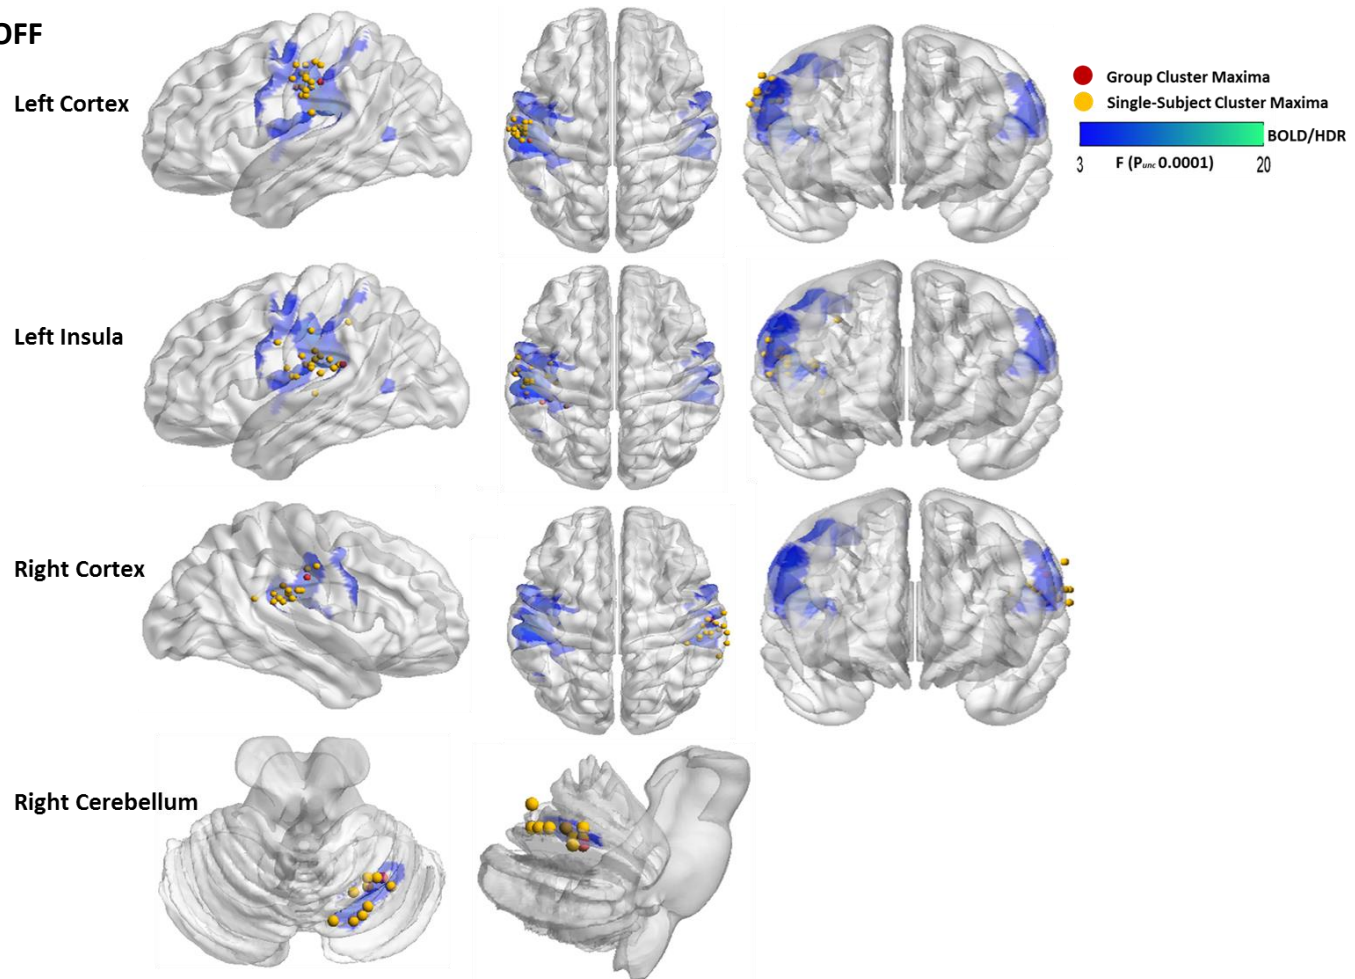 OFF
Left Cortex
Group Cluster Maxima
Single-Subject Cluster Maxima
BOLD/HDR
3 F (Punc 0.0001) 20
Left Insula
Right Cortex
Right Cerebellum